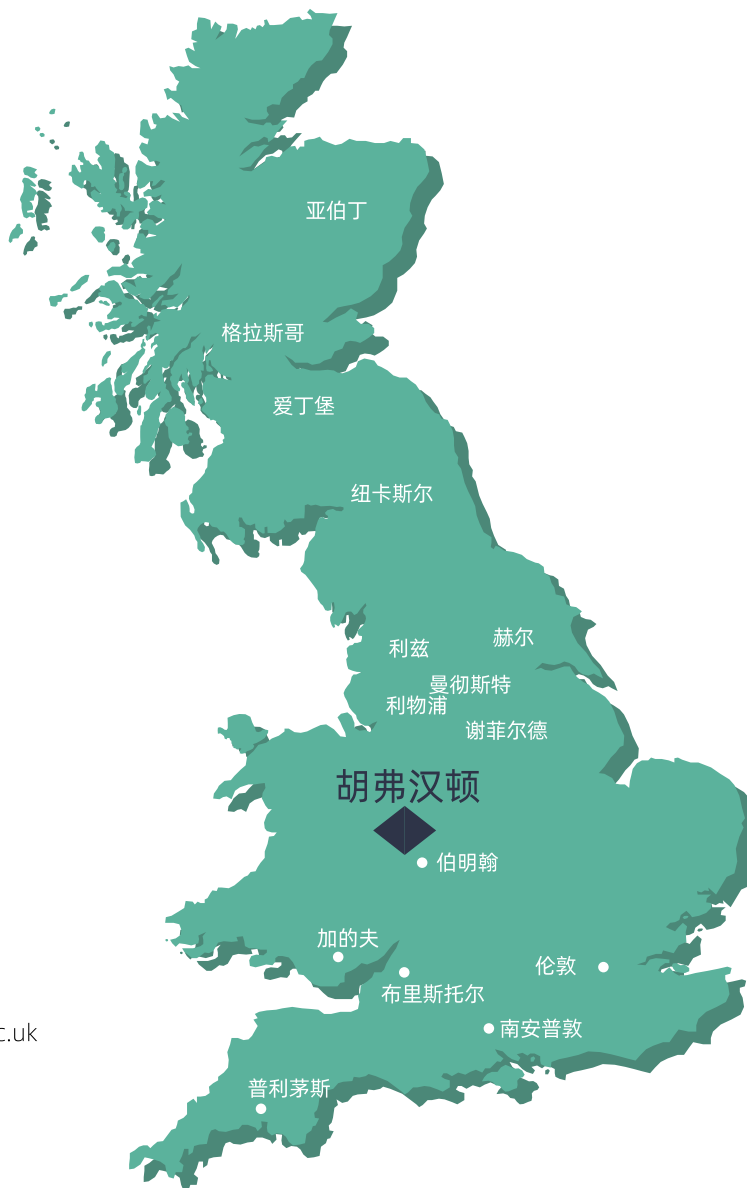 亚伯丁
格拉斯哥
爱丁堡
纽卡斯尔
赫尔
利兹
曼彻斯特
利物浦
谢菲尔德
胡弗汉顿
伯明翰
加的夫
伦敦
布里斯托尔
南安普敦
c.uk
普利茅斯